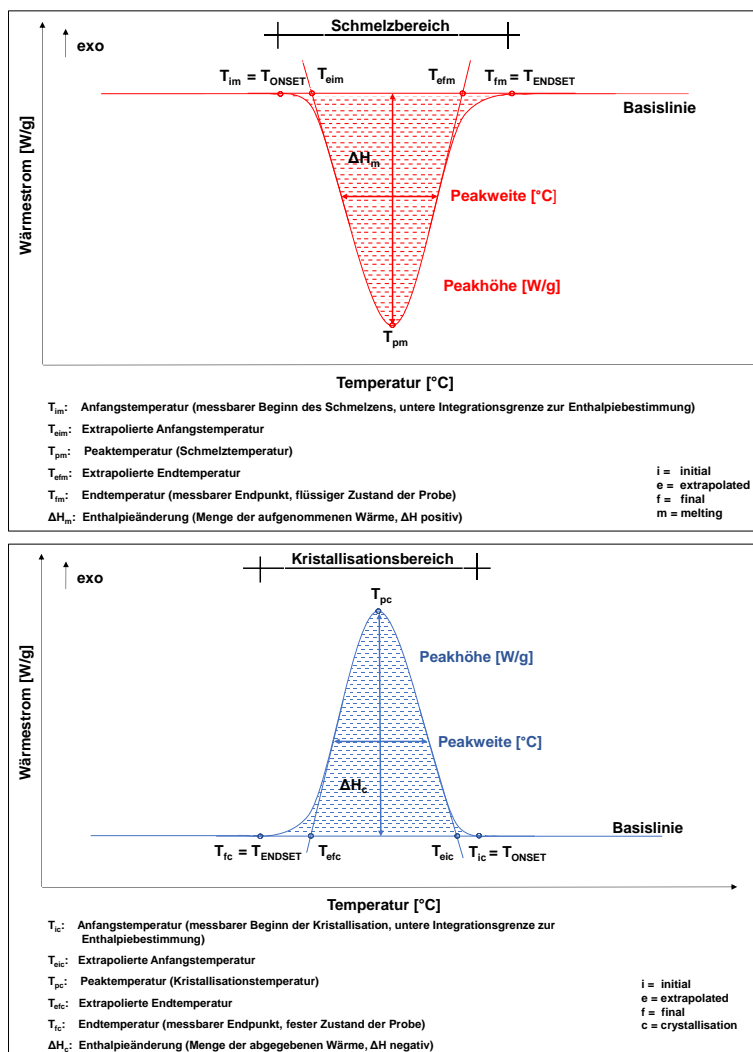 Schmelzbereich
exo
T_im = T_ONSET T_eim T_efm T_fm = T_ENDSET
Basislinie
ΔH_m
Peakweite [°C]
Peakhöhe [W/g]
T_pm
Wärmestrom [W/g]
Temperatur [°C]
T_im: Anfangstemperatur (messbarer Beginn des Schmelzens, untere Integrationsgrenze zur Enthalpiebestimmung)
T_eim: Extrapolierte Anfangstemperatur
T_pm: Peaktemperatur (Schmelztemperatur)
T_efm: Extrapolierte Endtemperatur
T_fm: Endtemperatur (messbarer Endpunkt, flüssiger Zustand der Probe)
ΔH_m: Enthalpieänderung (Menge der aufgenommenen Wärme, ΔH positiv)
i = initial
e = extrapolated
f = final
m = melting
Kristallisationsbereich
exo
T_pc
Peakhöhe [W/g]
Peakweite [°C]
ΔH_c
Basislinie
T_fc = T_ENDSET T_efc T_eic T_ic = T_ONSET
Wärmestrom [W/g]
Temperatur [°C]
T_ic: Anfangstemperatur (messbarer Beginn der Kristallisation, untere Integrationsgrenze zur
Enthalpiebestimmung)
T_eic: Extrapolierte Anfangstemperatur
T_pc: Peaktemperatur (Kristallisationstemperatur)
T_efc: Extrapolierte Endtemperatur
T_fc: Endtemperatur (messbarer Endpunkt, fester Zustand der Probe)
ΔH_c: Enthalpieänderung (Menge der abgegebenen Wärme, ΔH negativ)
i = initial
e = extrapolated
f = final
c = crystallisation